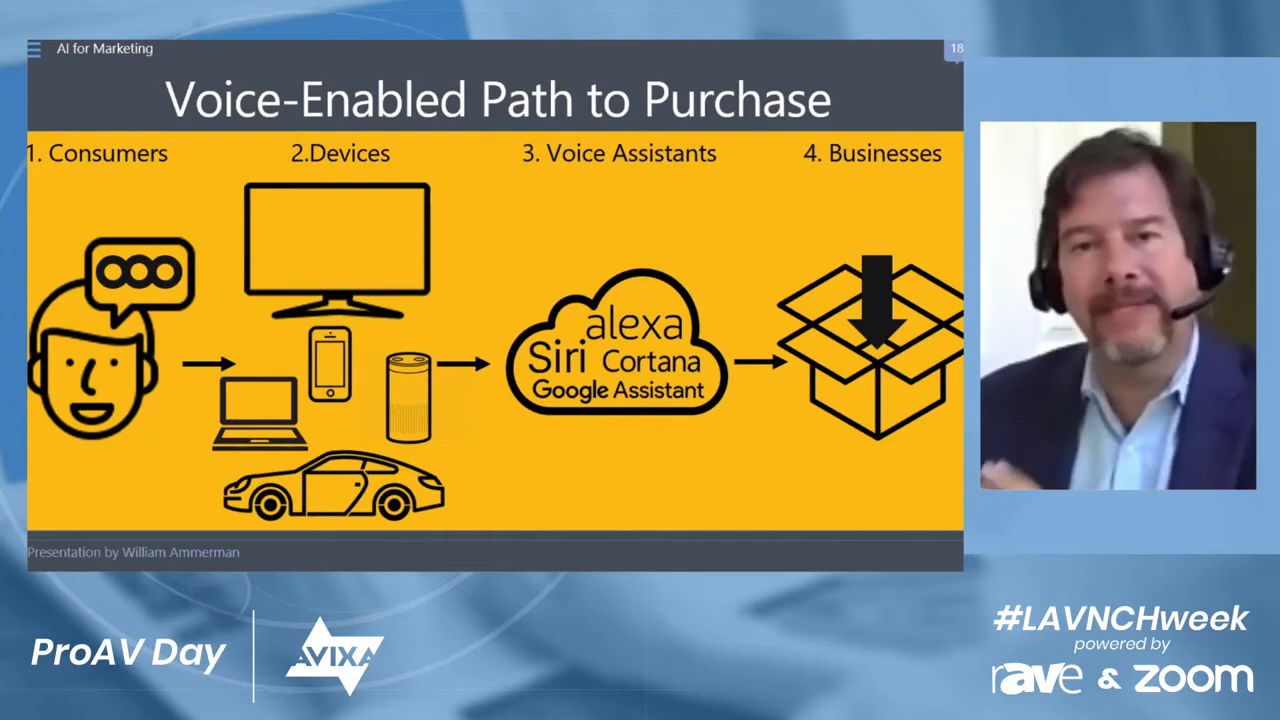 AI for Marketing
18
Voice-Enabled Path to Purchase
1. Consumers
2.Devices
3. Voice Assistants
4. Businesses
alexa
Siri Cortana
Google Assistant
Presentation by William Ammerman
ProAV Day
AVIXA
#LAVNCHweek
powered by
rAVe & zoom